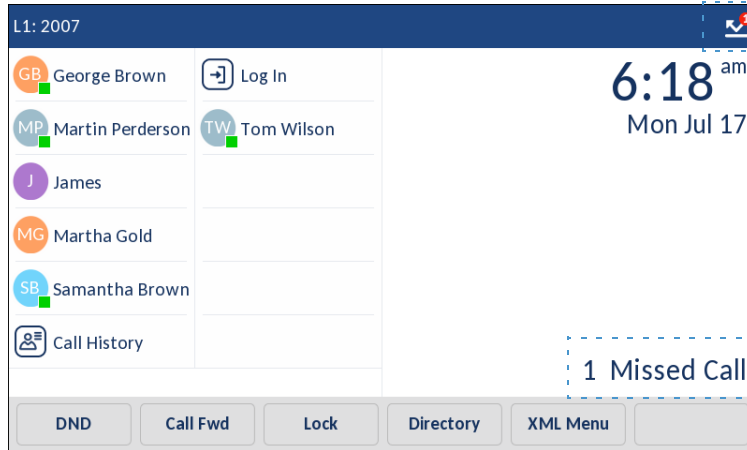 L1: 2007
1
GB George Brown
Log In
6:18 am
MP Martin Perderson
TW Tom Wilson
Mon Jul 17
J James
MG Martha Gold
SB Samantha Brown
Call History
1 Missed Call
DND
Call Fwd
Lock
Directory
XML Menu